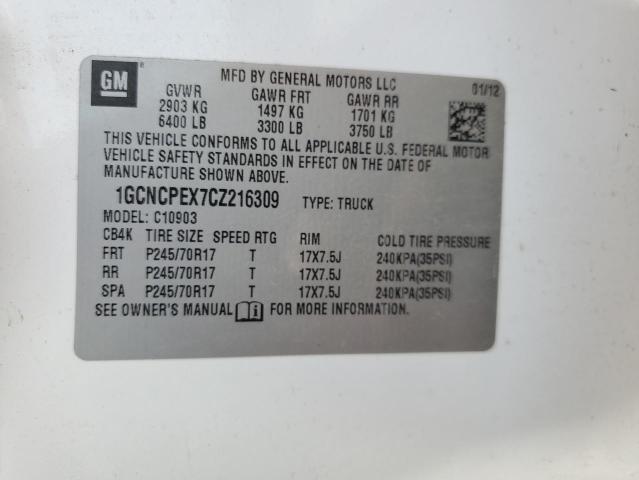 GM
MFD BY GENERAL MOTORS LLC 01/12
GVWR GAWR FRT GAWR RR
2903 KG 1497 KG 1701 KG
6400 LB 3300 LB 3750 LB
THIS VEHICLE CONFORMS TO ALL APPLICABLE U.S. FEDERAL MOTOR
VEHICLE SAFETY STANDARDS IN EFFECT ON THE DATE OF
MANUFACTURE SHOWN ABOVE.
1GCNCPEX7CZ216309 TYPE: TRUCK
MODEL: C10903
CB4K TIRE SIZE SPEED RTG RIM COLD TIRE PRESSURE
FRT P245/70R17 T 17X7.5J 240KPA(35PSI)
RR P245/70R17 T 17X7.5J 240KPA(35PSI)
SPA P245/70R17 T 17X7.5J 240KPA(35PSI)
SEE OWNER'S MANUAL FOR MORE INFORMATION.